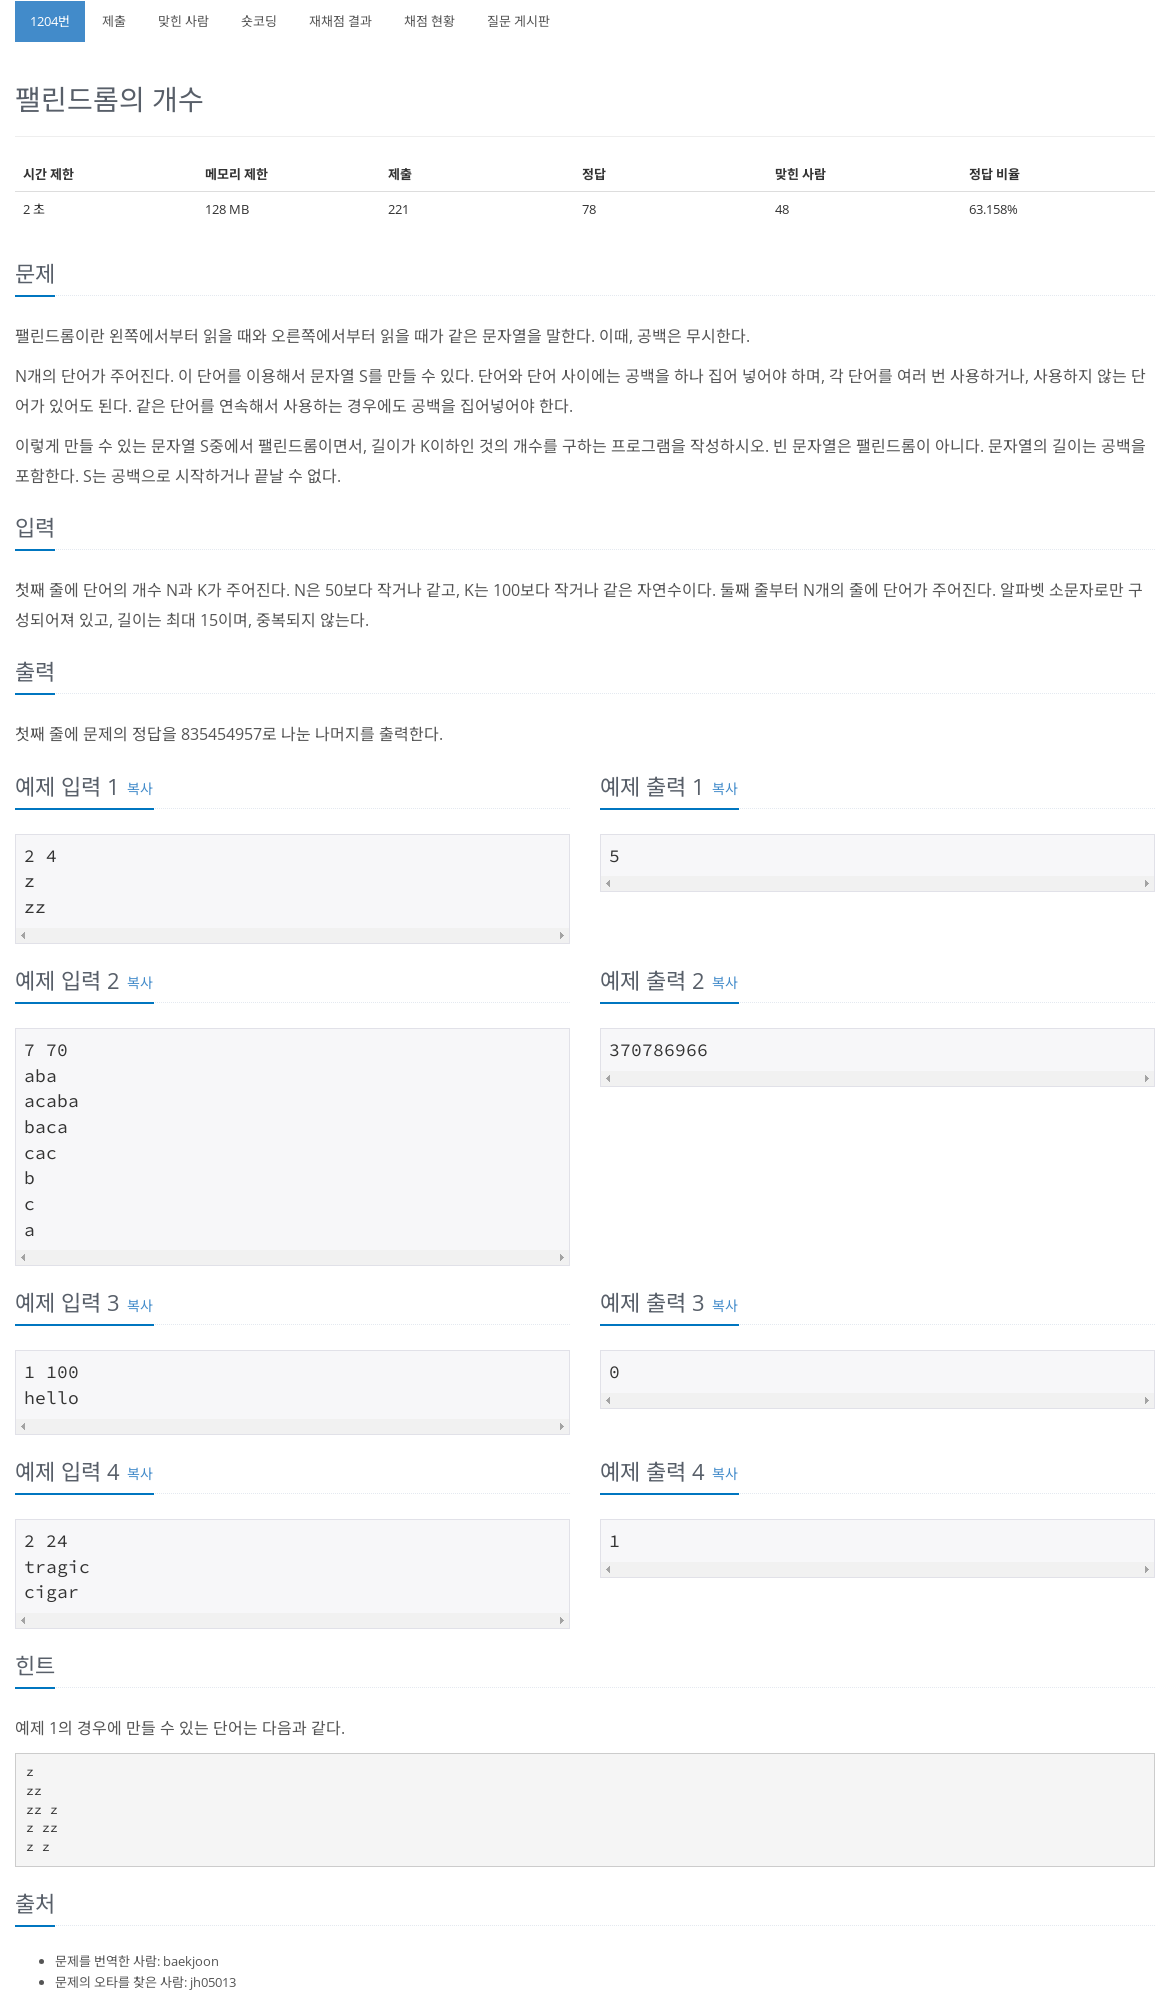 1204번 제출 맞힌 사람 숏코딩 재채점 결과 채점 현황 질문 게시판
팰린드롬의 개수
시간 제한 메모리 제한 제출 정답 맞힌 사람 정답 비율
2 초 128 MB 221 78 48 63.158%
문제
팰린드롬이란 왼쪽에서부터 읽을 때와 오른쪽에서부터 읽을 때가 같은 문자열을 말한다. 이때, 공백은 무시한다.
N개의 단어가 주어진다. 이 단어를 이용해서 문자열 S를 만들 수 있다. 단어와 단어 사이에는 공백을 하나 집어 넣어야 하며, 각 단어를 여러 번 사용하거나, 사용하지 않는 단
어가 있어도 된다. 같은 단어를 연속해서 사용하는 경우에도 공백을 집어넣어야 한다.
이렇게 만들 수 있는 문자열 S중에서 팰린드롬이면서, 길이가 K이하인 것의 개수를 구하는 프로그램을 작성하시오. 빈 문자열은 팰린드롬이 아니다. 문자열의 길이는 공백을
포함한다. S는 공백으로 시작하거나 끝날 수 없다.
입력
첫째 줄에 단어의 개수 N과 K가 주어진다. N은 50보다 작거나 같고, K는 100보다 작거나 같은 자연수이다. 둘째 줄부터 N개의 줄에 단어가 주어진다. 알파벳 소문자로만 구
성되어져 있고, 길이는 최대 15이며, 중복되지 않는다.
출력
첫째 줄에 문제의 정답을 835454957로 나눈 나머지를 출력한다.
예제 입력 1 복사
2 4
z
zz
예제 출력 1 복사
5
예제 입력 2 복사
7 70
aba
acaba
baca
cac
b
c
a
예제 출력 2 복사
370786966
예제 입력 3 복사
1 100
hello
예제 출력 3 복사
0
예제 입력 4 복사
2 24
tragic
cigar
예제 출력 4 복사
1
힌트
예제 1의 경우에 만들 수 있는 단어는 다음과 같다.
z
zz
zz z
z zz
z z
출처
문제를 번역한 사람: baekjoon
문제의 오타를 찾은 사람: jh05013